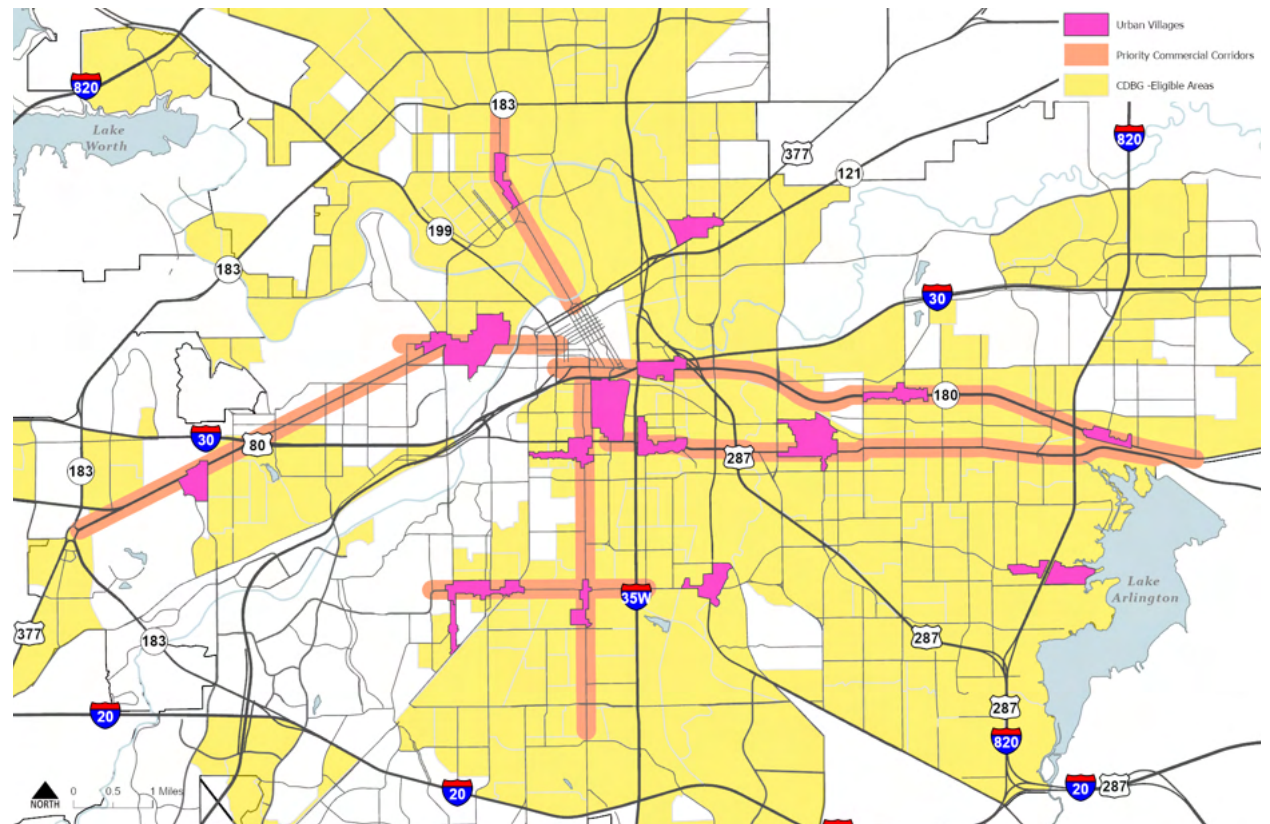 Urban Villages
Priority Commercial Corridors
CDBG -Eligible Areas
820
183
Lake
Worth
377
820
121
199
183
30
180
30
80
183
287
35W
Lake
Arlington
377
183
287
20
287
820
20
20
287
NORTH
0 0.5 1 Miles